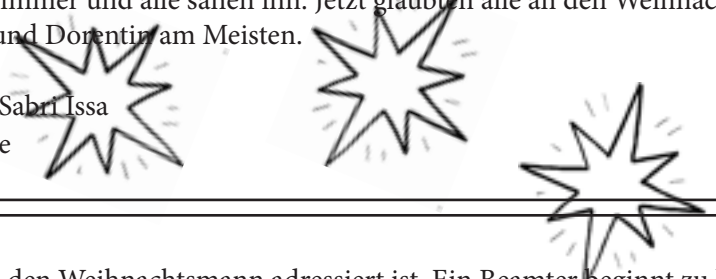 immer und alle sahen ihn. Jetzt glaubten alle an den Weihnac
und Dorentin am Meisten.
Sabri Issa
e
den Weihnachtsmann adressiert ist. Ein Beamter beginnt zu